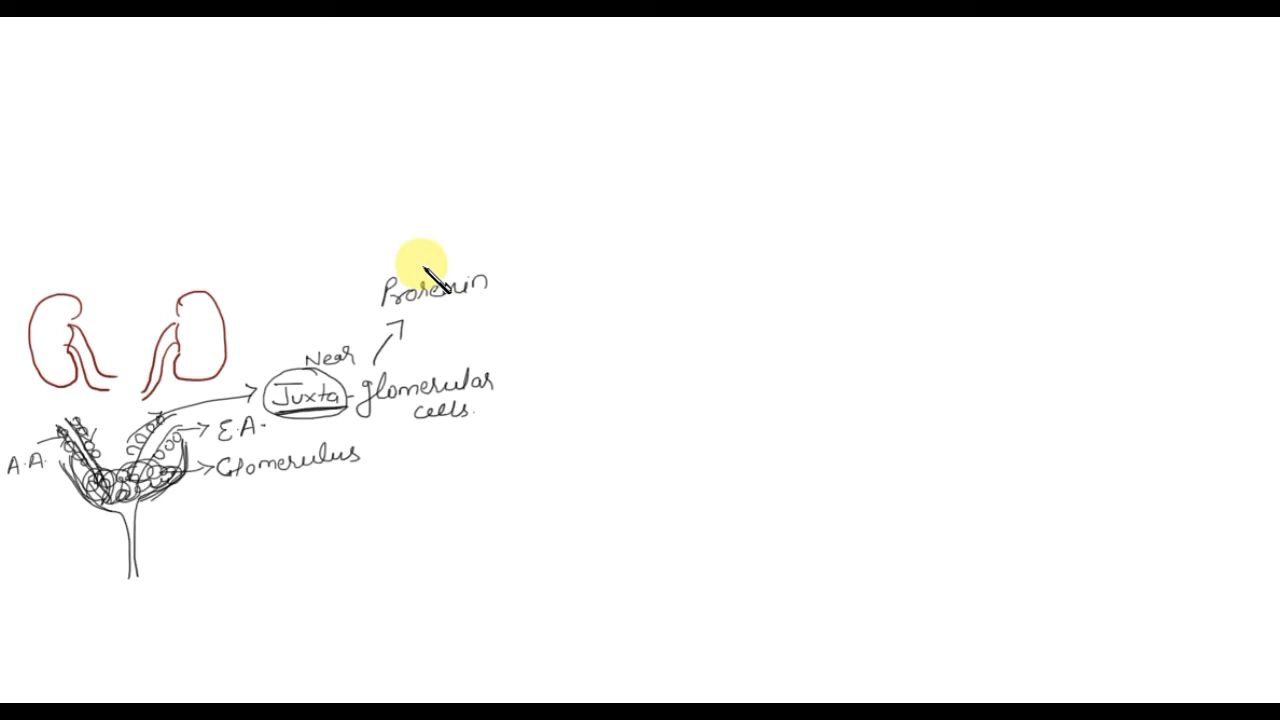 Prorenin
Near
Juxta-glomerular
cells.
E.A.
A.A.
Glomerulus